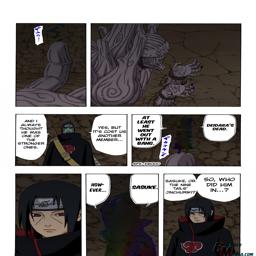 DEIDARA'S
DEAD.
AT
LEAST HE
WENT
OUT
WITH A
BANG.
YES, BUT
IT'S COST US
ANOTHER
MEMBER...
AND I
ALWAYS
THOUGHT HE
WAS ONE
OF THE
STRONGER
ONES.
SO, WHO
DID HE
HIM
IN...?
SASUKE, OR
THE NINE
TAILS'
JINCHURIKI?
SASUKE.
HOW-
EVER...